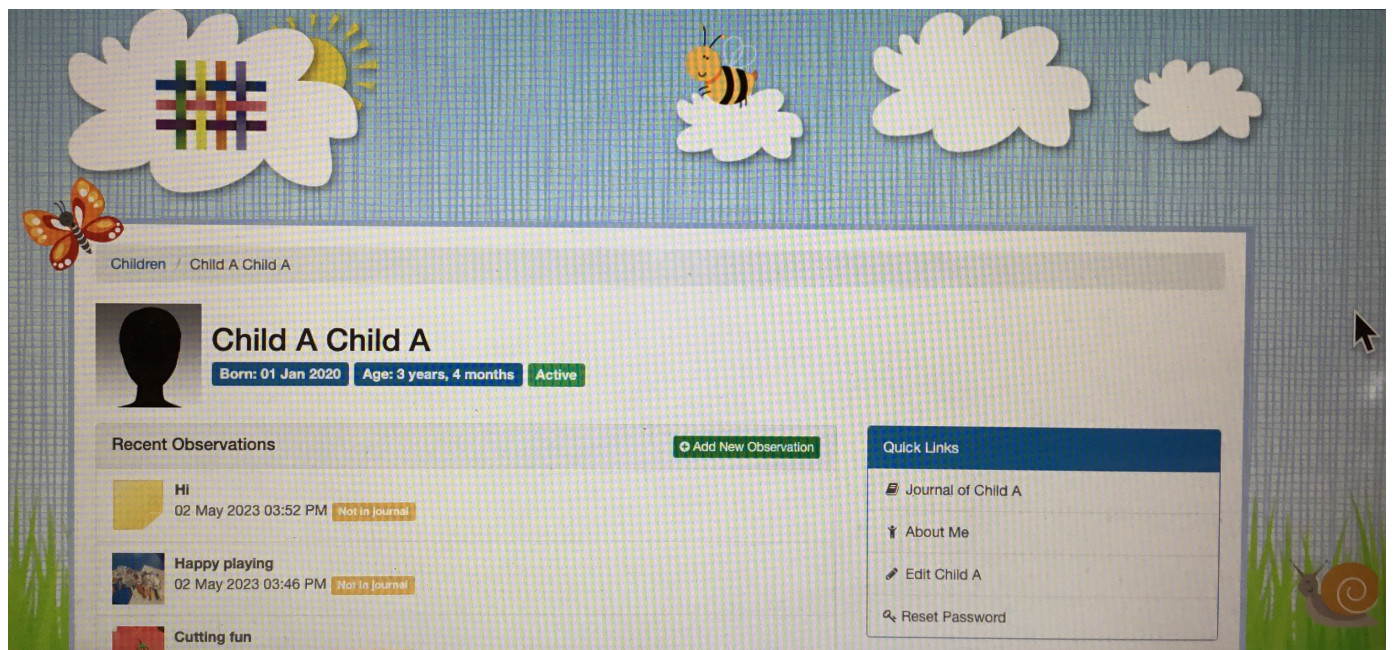 Children / Child A Child A
Child A Child A
Born: 01 Jan 2020 Age: 3 years, 4 months Active
Recent Observations
Add New Observation
Hi
02 May 2023 03:52 PM Not in journal
Happy playing
02 May 2023 03:46 PM Not in journal
Cutting fun
Quick Links
Journal of Child A
About Me
Edit Child A
Reset Password